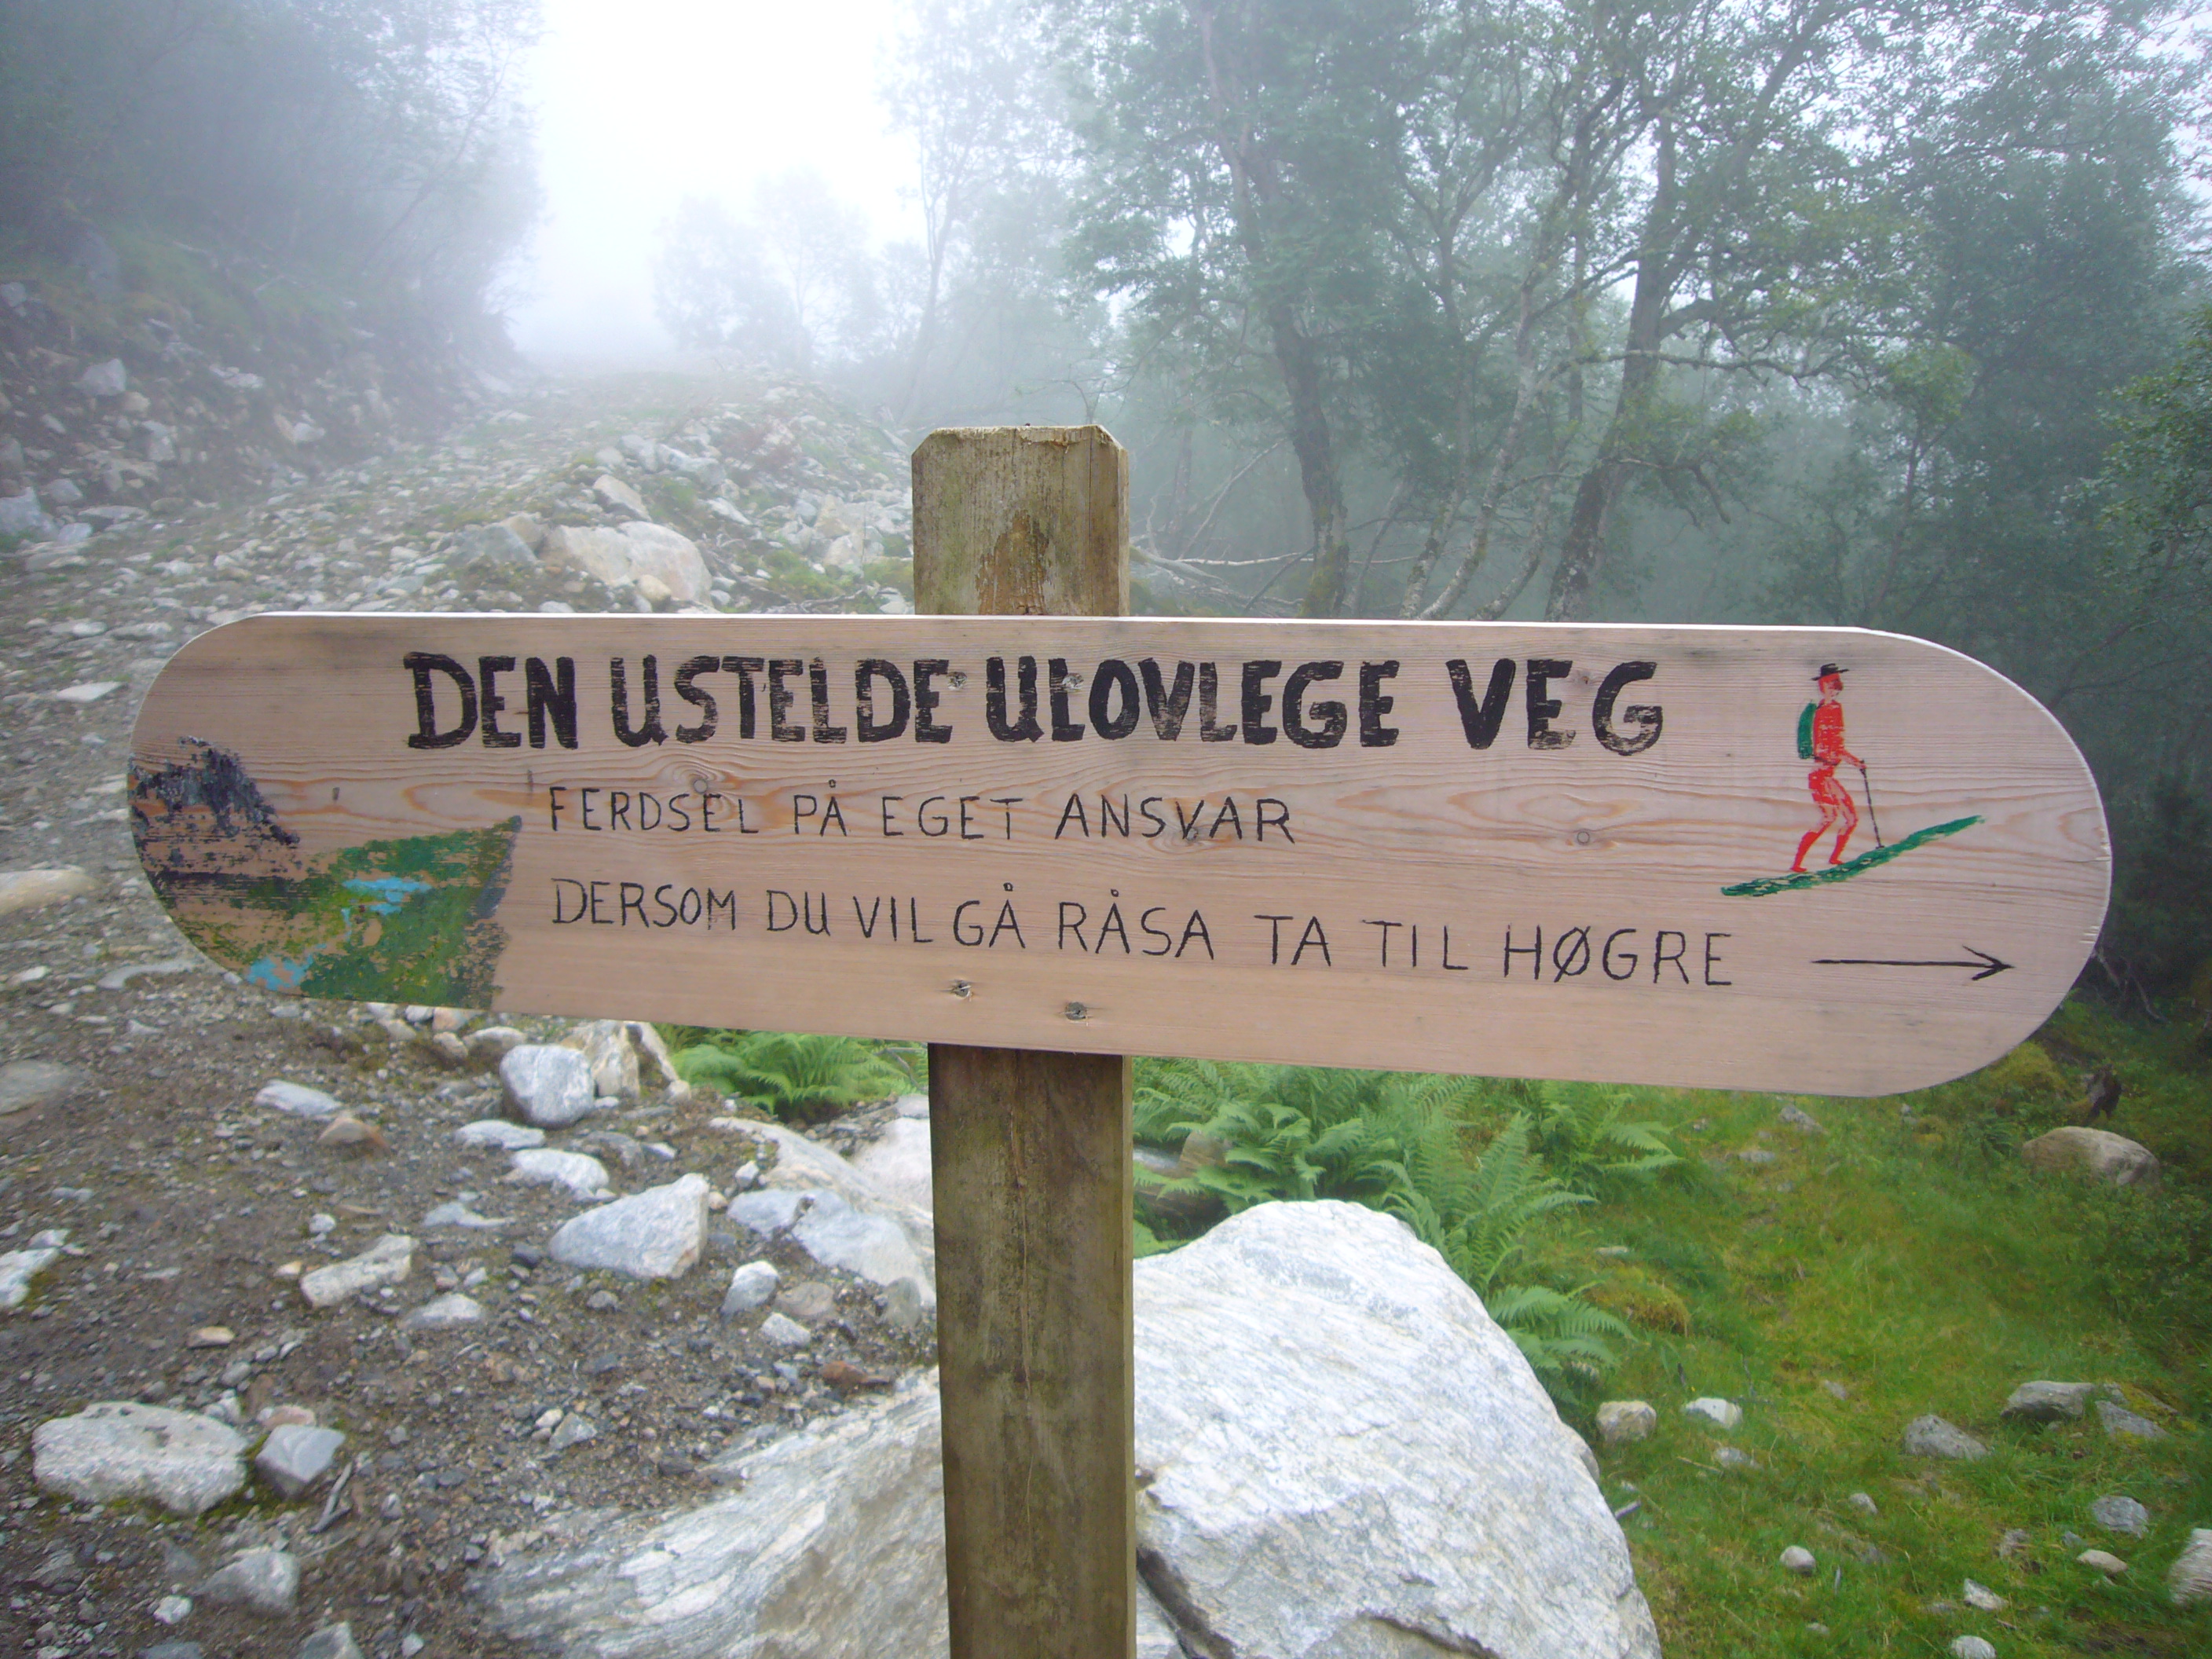 DEN USTELDE ULOVLEGE VEG
FERDSEL PÅ EGET ANSVAR
DERSOM DU VIL GÅ RÅSA TA TIL HØGRE